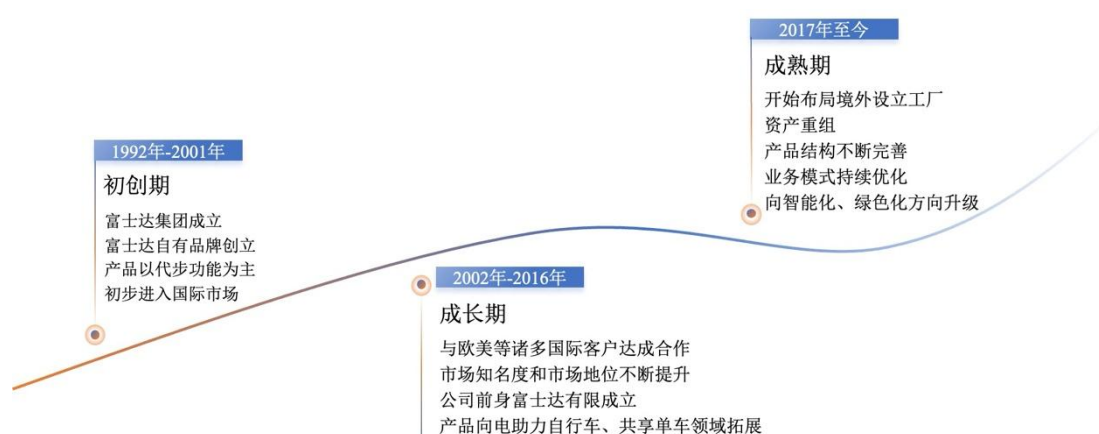 1992年-2001年
初创期
富士达集团成立
富士达自有品牌创立
产品以代步功能为主
初步进入国际市场
2002年-2016年
成长期
与欧美等诸多国际客户达成合作
市场知名度和市场地位不断提升
公司前身富士达有限成立
产品向电助力自行车、共享单车领域拓展
2017年至今
成熟期
开始布局境外设立工厂
资产重组
产品结构不断完善
业务模式持续优化
向智能化、绿色化方向升级